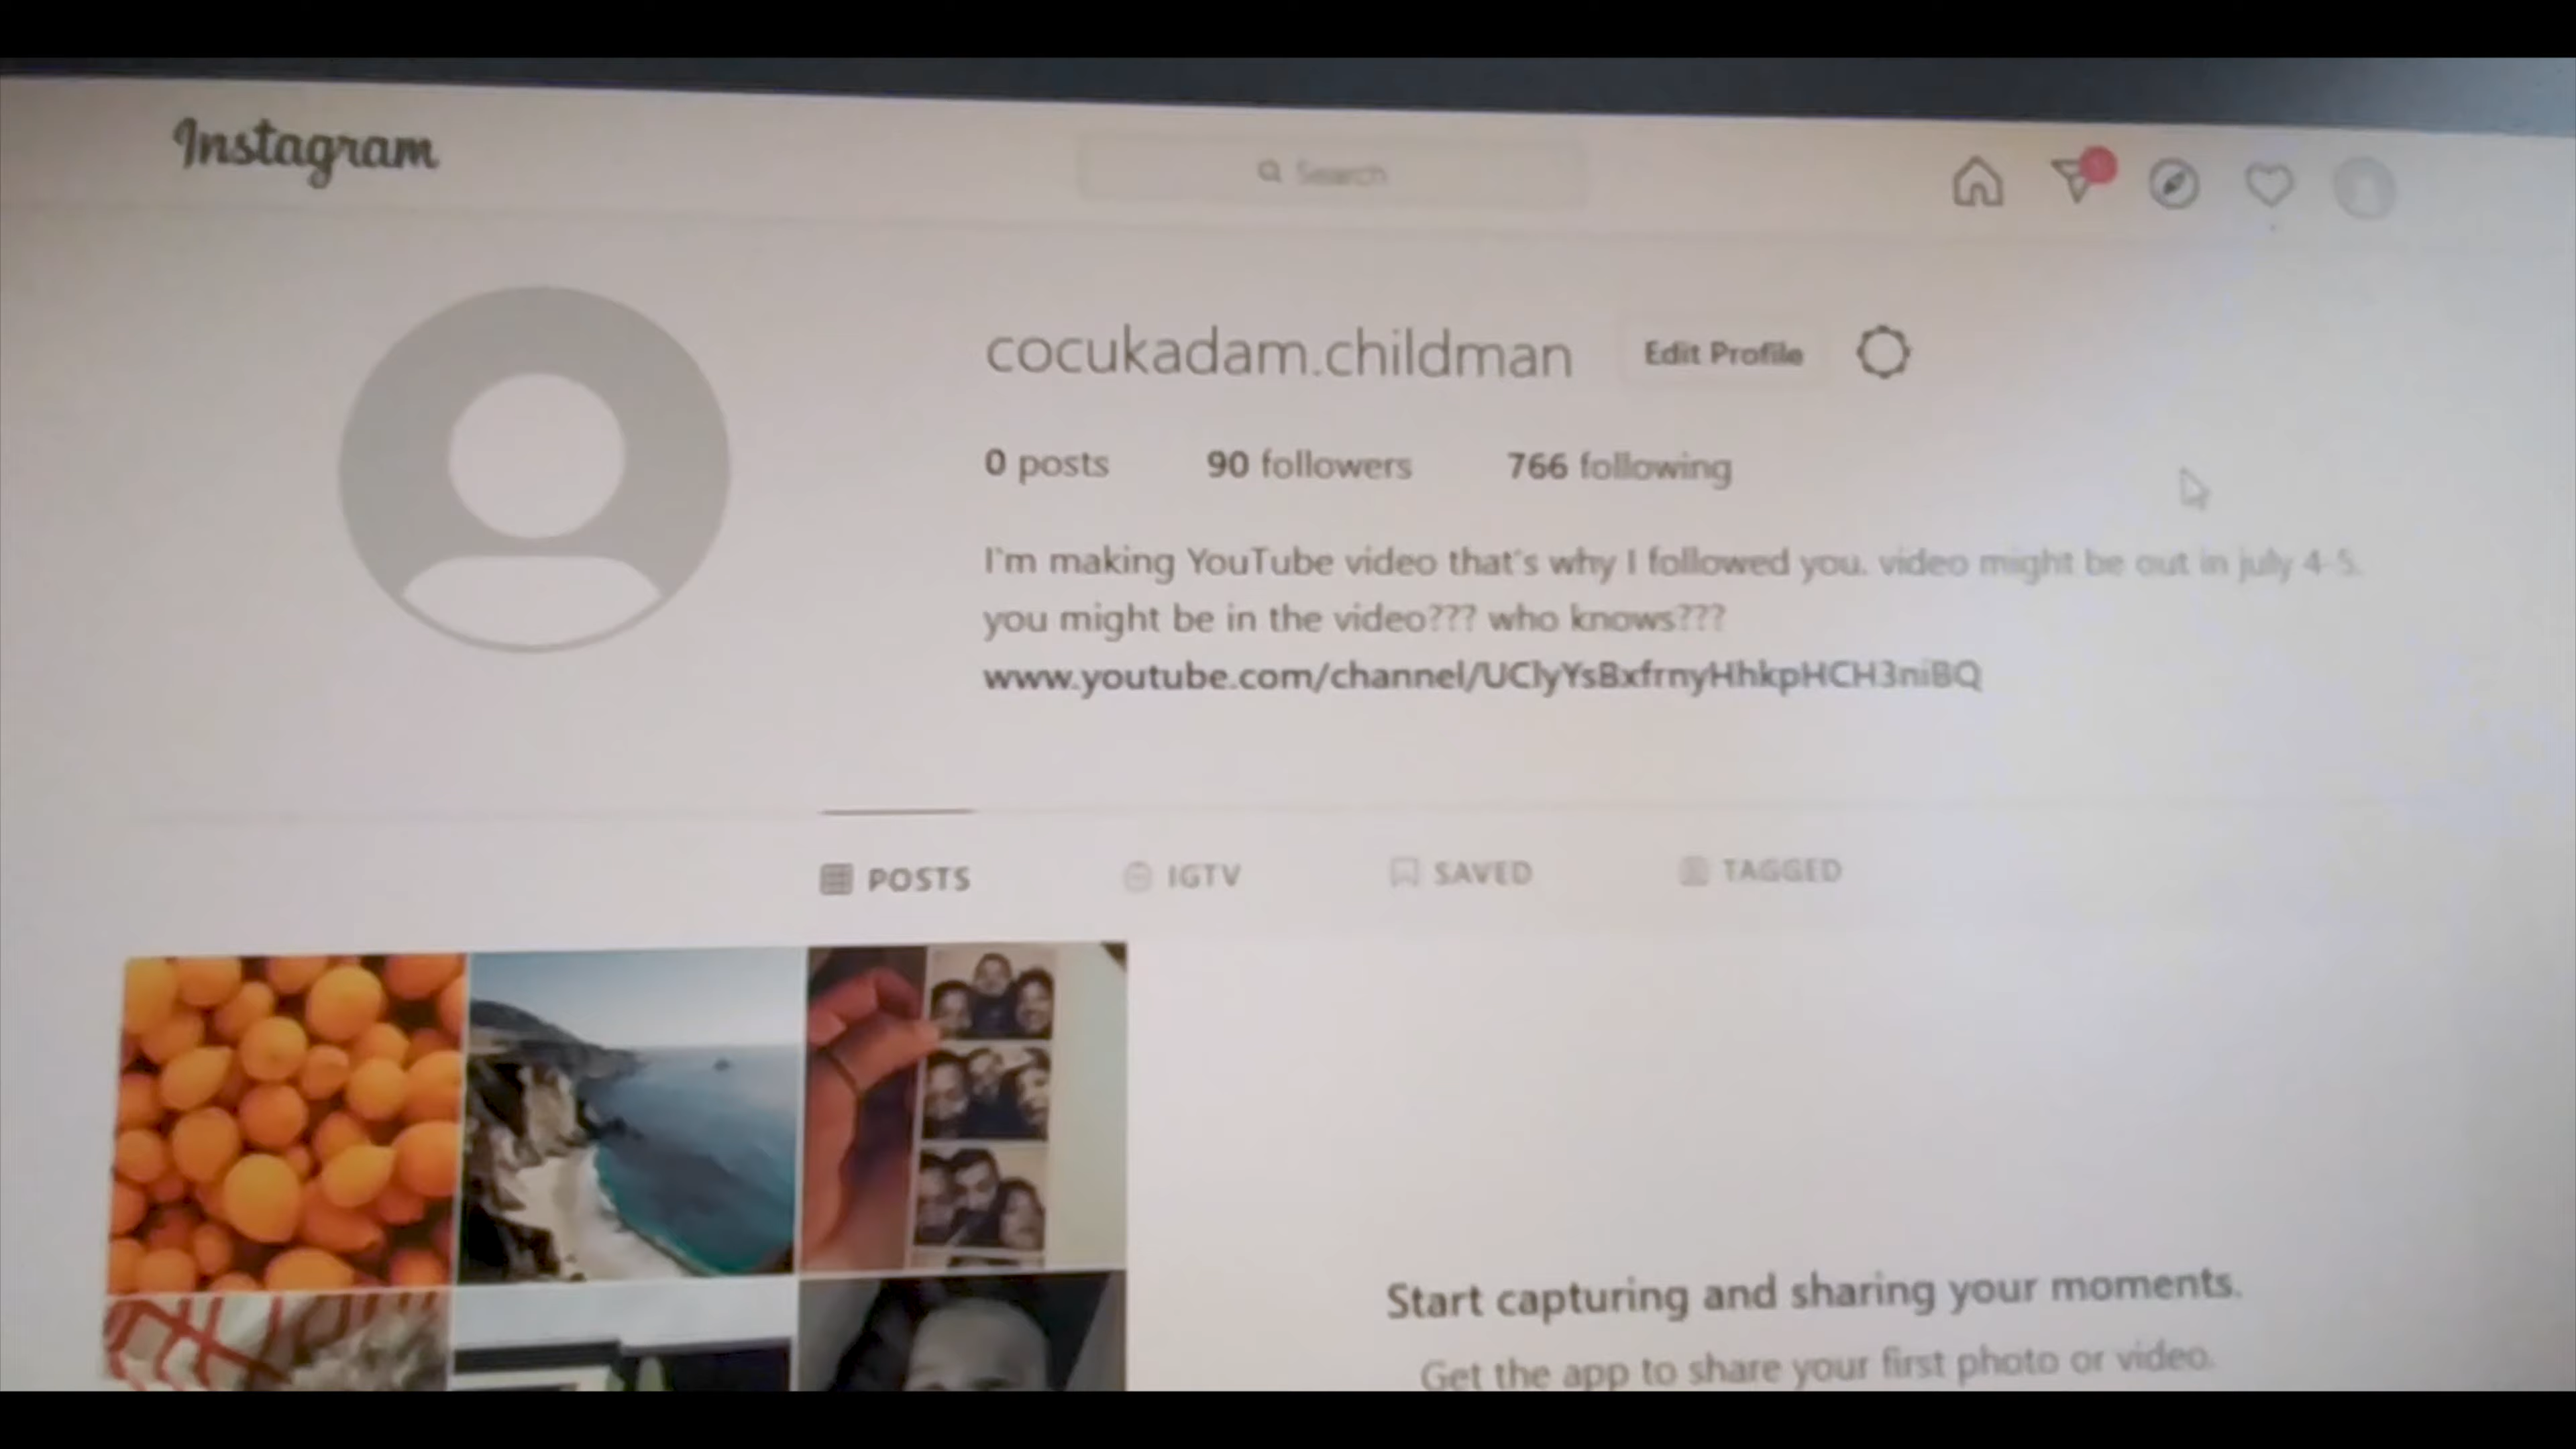 Instagram
Search
cocukadam.childman Edit Profile
0 posts 90 followers 766 following
I'm making YouTube video that's why I followed you. video might be out in july 4-5.
you might be in the video??? who knows???
www.youtube.com/channel/UClyYsBxfrnyHhkpHCH3niBQ
POSTS IGTV SAVED TAGGED
Start capturing and sharing your moments.
Get the app to share your first photo or video.